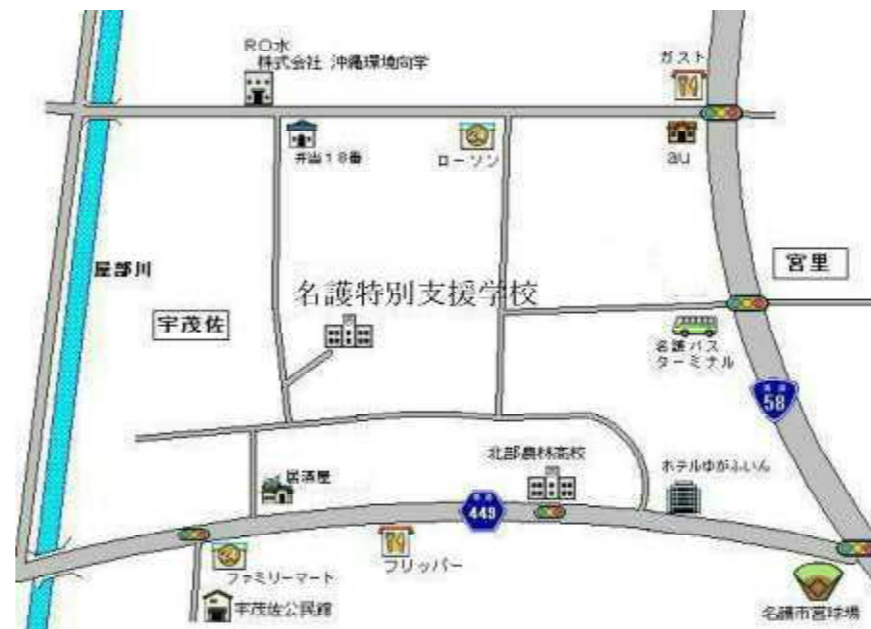 RO水
株式会社 沖縄環境向学
ガスト
弁当18番
ローソン
au
屋部川
宮里
名護特別支援学校
宇茂佐
名護バス
ターミナル
58
北部農林高校
ホテルゆがふいん
居酒屋
449
ファミリーマート
フリッパー
宇茂佐公民館
名護市営球場